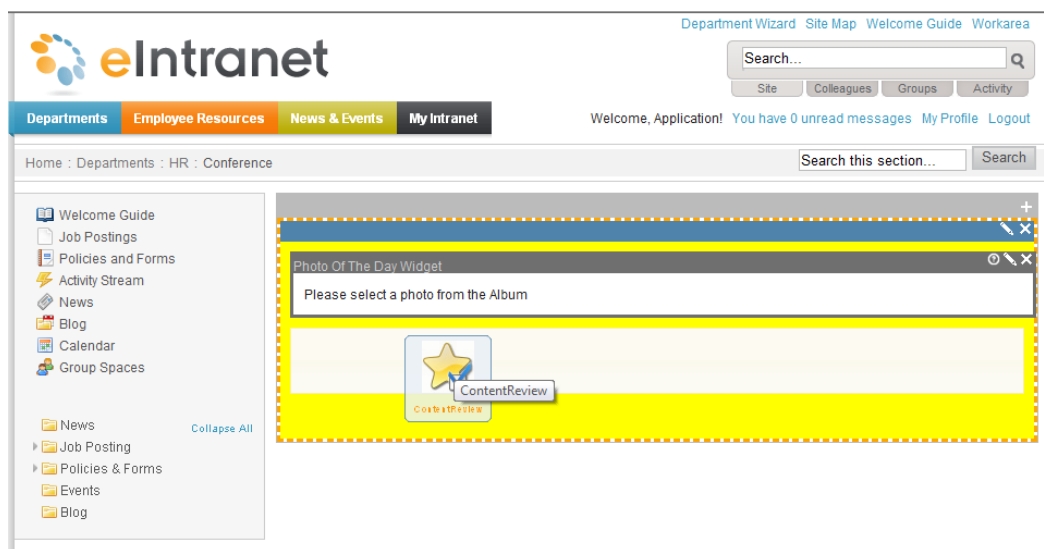 Department Wizard Site Map Welcome Guide Workarea
eIntranet
Search...
Site Colleagues Groups Activity
Departments Employee Resources News & Events My Intranet
Welcome, Application! You have 0 unread messages My Profile Logout
Home : Departments : HR : Conference
Search this section... Search
Welcome Guide
Job Postings
Policies and Forms
Activity Stream
News
Blog
Calendar
Group Spaces
Photo Of The Day Widget
Please select a photo from the Album
ContentReview
ContentReview
News Collapse All
Job Posting
Policies & Forms
Events
Blog